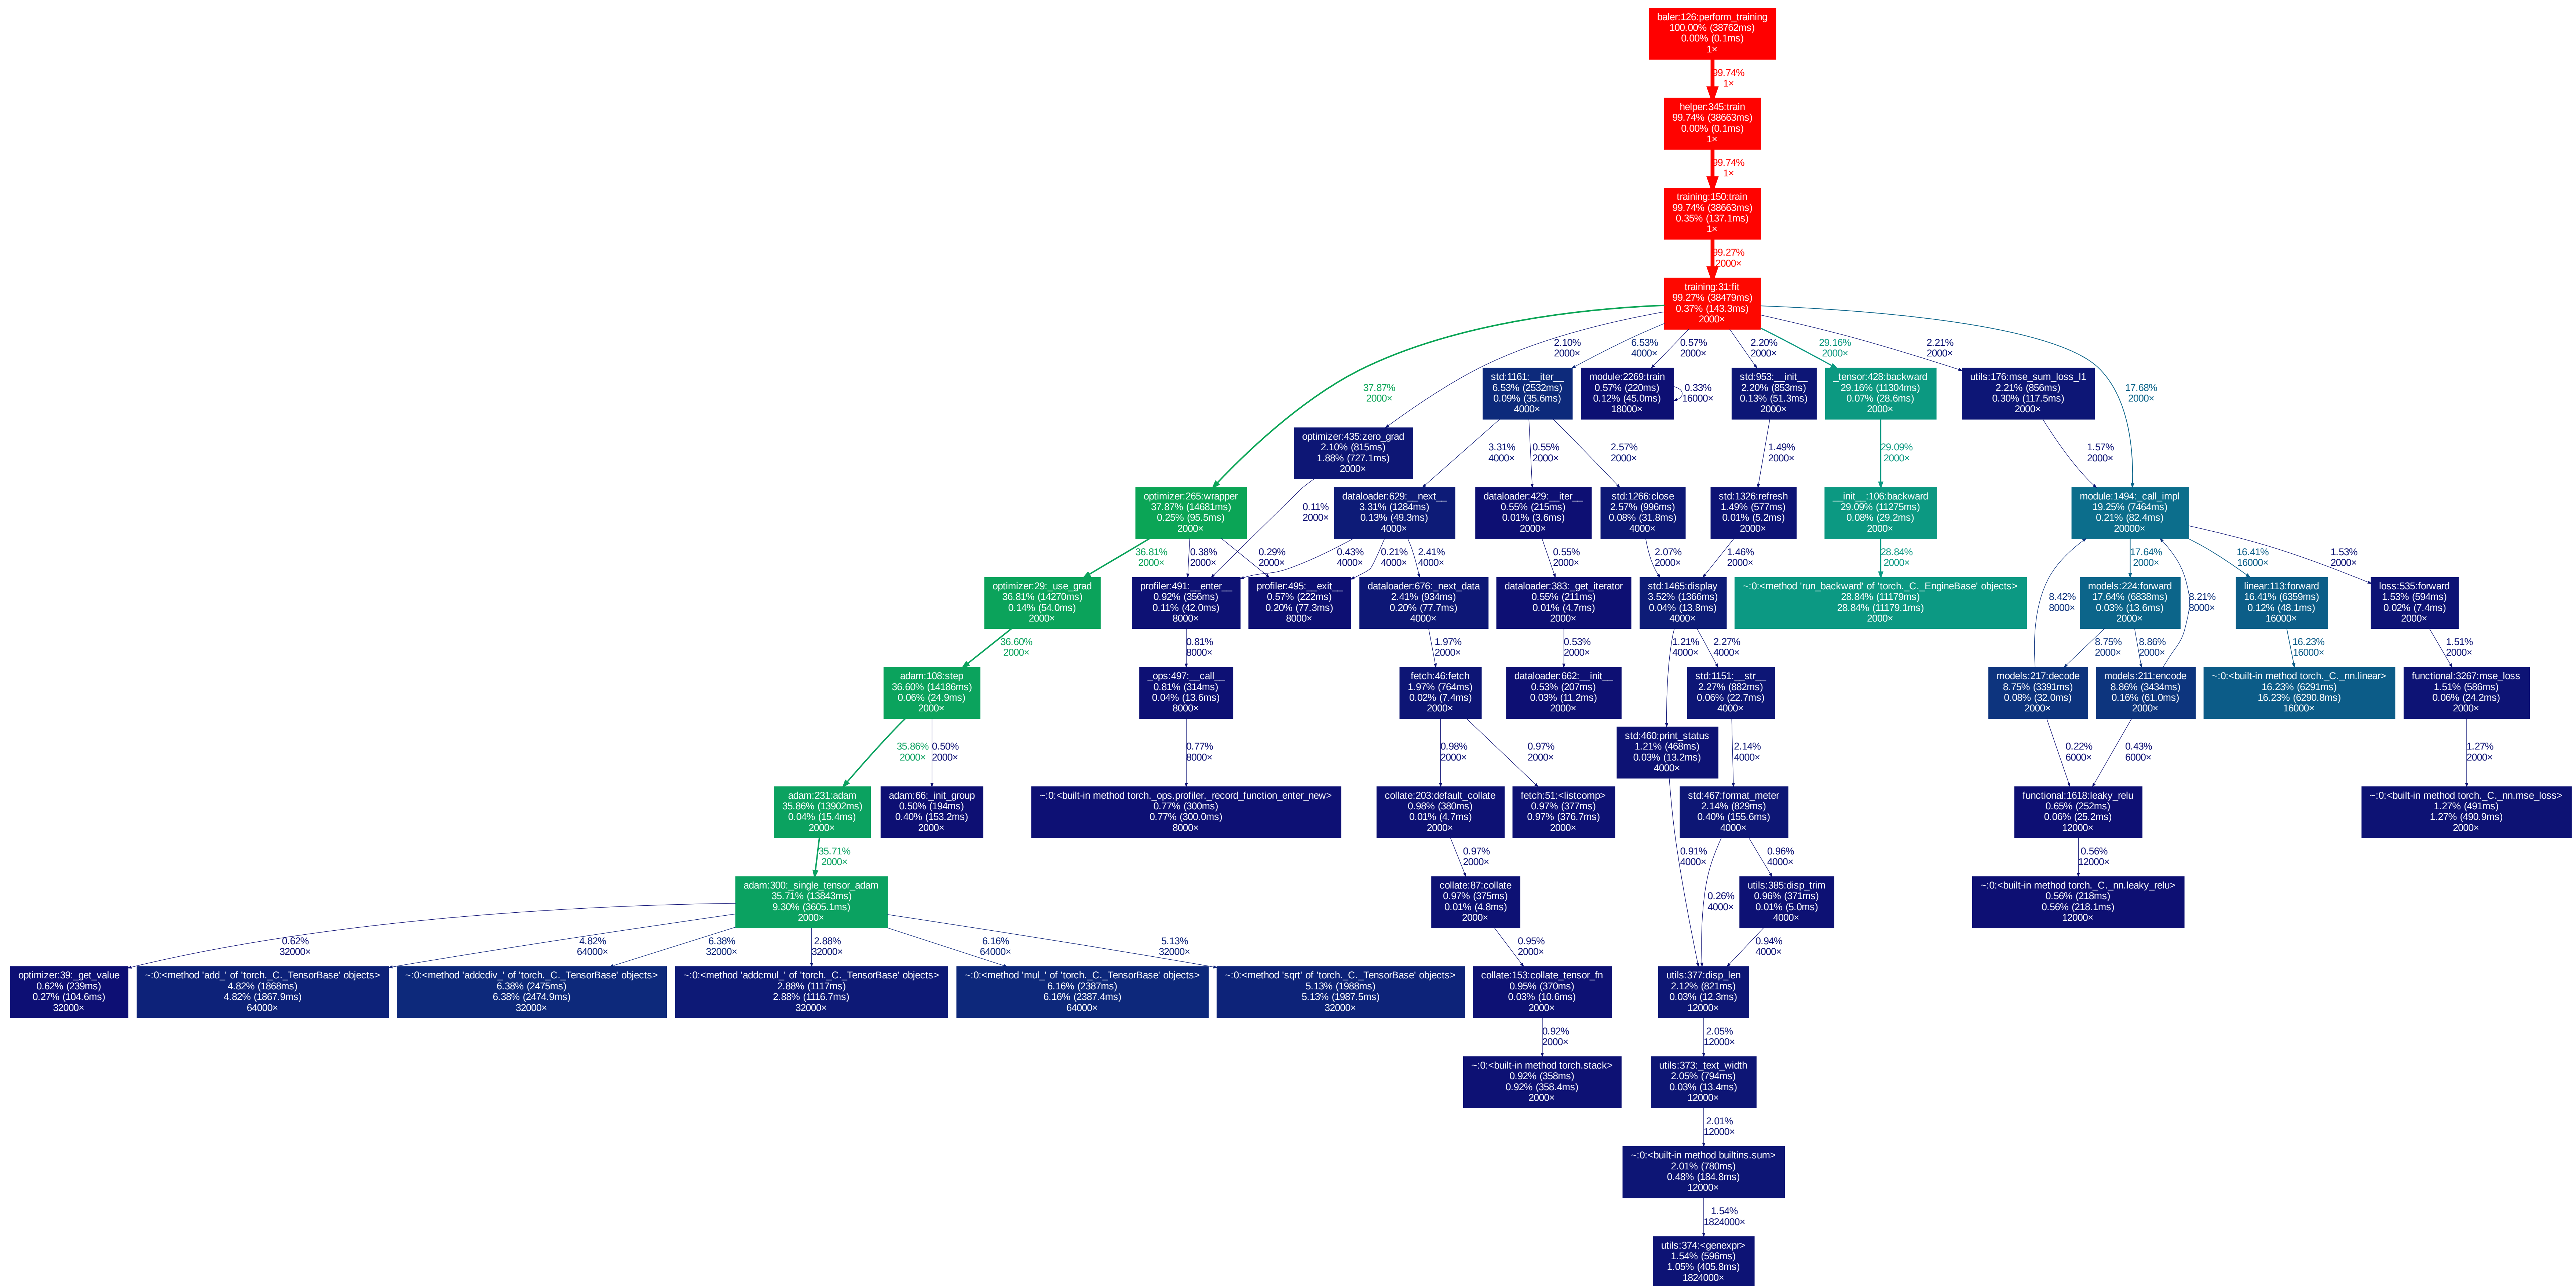 baler:126:perform_training
100.00% (38762ms)
0.00% (0.1ms)
1×
99.74%
1×
helper:345:train
99.74% (38663ms)
0.00% (0.1ms)
1×
99.74%
1×
training:150:train
99.74% (38663ms)
0.35% (137.1ms)
1×
99.27%
2000×
training:31:fit
99.27% (38479ms)
0.37% (143.3ms)
2000×
37.87%
2000×
2.10%
2000×
6.53%
4000×
0.57%
2000×
2.20%
2000×
29.16%
2000×
2.21%
2000×
17.68%
2000×
std:1161:__iter__
6.53% (2532ms)
0.09% (35.6ms)
4000×
module:2269:train
0.57% (220ms)
0.12% (45.0ms)
18000×
0.33%
16000×
std:953:__init__
2.20% (853ms)
0.13% (51.3ms)
2000×
_tensor:428:backward
29.16% (11304ms)
0.07% (28.6ms)
2000×
utils:176:mse_sum_loss_l1
2.21% (856ms)
0.30% (117.5ms)
2000×
optimizer:435:zero_grad
2.10% (815ms)
1.88% (727.1ms)
2000×
3.31%
4000×
0.55%
2000×
2.57%
2000×
1.49%
2000×
29.09%
2000×
1.57%
2000×
optimizer:265:wrapper
37.87% (14681ms)
0.25% (95.5ms)
2000×
0.11%
2000×
dataloader:629:__next__
3.31% (1284ms)
0.13% (49.3ms)
4000×
dataloader:429:__iter__
0.55% (215ms)
0.01% (3.6ms)
2000×
std:1266:close
2.57% (996ms)
0.08% (31.8ms)
4000×
std:1326:refresh
1.49% (577ms)
0.01% (5.2ms)
2000×
__init__:106:backward
29.09% (11275ms)
0.08% (29.2ms)
2000×
module:1494:_call_impl
19.25% (7464ms)
0.21% (82.4ms)
20000×
36.81%
2000×
0.38%
2000×
0.29%
2000×
0.43%
4000×
0.21%
4000×
2.41%
4000×
0.55%
2000×
2.07%
2000×
1.46%
2000×
28.84%
2000×
17.64%
2000×
16.41%
16000×
1.53%
2000×
optimizer:29:_use_grad
36.81% (14270ms)
0.14% (54.0ms)
2000×
profiler:491:__enter__
0.92% (356ms)
0.11% (42.0ms)
8000×
profiler:495:__exit__
0.57% (222ms)
0.20% (77.3ms)
8000×
dataloader:676:_next_data
2.41% (934ms)
0.20% (77.7ms)
4000×
dataloader:383:_get_iterator
0.55% (211ms)
0.01% (4.7ms)
2000×
std:1465:display
3.52% (1366ms)
0.04% (13.8ms)
4000×
~:0:<method 'run_backward' of 'torch._C._EngineBase' objects>
28.84% (11179ms)
28.84% (11179.1ms)
2000×
8.42%
8000×
models:224:forward
17.64% (6838ms)
0.03% (13.6ms)
2000×
8.21%
8000×
linear:113:forward
16.41% (6359ms)
0.12% (48.1ms)
16000×
loss:535:forward
1.53% (594ms)
0.02% (7.4ms)
2000×
36.60%
2000×
0.81%
8000×
1.97%
2000×
0.53%
2000×
1.21%
4000×
2.27%
4000×
8.75%
2000×
8.86%
2000×
16.23%
16000×
1.51%
2000×
adam:108:step
36.60% (14186ms)
0.06% (24.9ms)
2000×
_ops:497:__call__
0.81% (314ms)
0.04% (13.6ms)
8000×
fetch:46:fetch
1.97% (764ms)
0.02% (7.4ms)
2000×
dataloader:662:__init__
0.53% (207ms)
0.03% (11.2ms)
2000×
std:1151:__str__
2.27% (882ms)
0.06% (22.7ms)
4000×
models:217:decode
8.75% (3391ms)
0.08% (32.0ms)
2000×
models:211:encode
8.86% (3434ms)
0.16% (61.0ms)
2000×
~:0:<built-in method torch._C._nn.linear>
16.23% (6291ms)
16.23% (6290.8ms)
16000×
functional:3267:mse_loss
1.51% (586ms)
0.06% (24.2ms)
2000×
std:460:print_status
1.21% (468ms)
0.03% (13.2ms)
4000×
35.86%
2000×
0.50%
2000×
0.77%
8000×
0.98%
2000×
0.97%
2000×
2.14%
4000×
0.22%
6000×
0.43%
6000×
1.27%
2000×
adam:231:adam
35.86% (13902ms)
0.04% (15.4ms)
2000×
adam:66:_init_group
0.50% (194ms)
0.40% (153.2ms)
2000×
~:0:<built-in method torch._ops.profiler._record_function_enter_new>
0.77% (300ms)
0.77% (300.0ms)
8000×
collate:203:default_collate
0.98% (380ms)
0.01% (4.7ms)
2000×
fetch:51:<listcomp>
0.97% (377ms)
0.97% (376.7ms)
2000×
std:467:format_meter
2.14% (829ms)
0.40% (155.6ms)
4000×
functional:1618:leaky_relu
0.65% (252ms)
0.06% (25.2ms)
12000×
~:0:<built-in method torch._C._nn.mse_loss>
1.27% (491ms)
1.27% (490.9ms)
2000×
35.71%
2000×
0.97%
2000×
0.91%
4000×
0.96%
4000×
0.56%
12000×
adam:300:_single_tensor_adam
35.71% (13843ms)
9.30% (3605.1ms)
2000×
collate:87:collate
0.97% (375ms)
0.01% (4.8ms)
2000×
0.26%
4000×
utils:385:disp_trim
0.96% (371ms)
0.01% (5.0ms)
4000×
~:0:<built-in method torch._C._nn.leaky_relu>
0.56% (218ms)
0.56% (218.1ms)
12000×
0.62%
32000×
4.82%
64000×
6.38%
32000×
2.88%
32000×
6.16%
64000×
5.13%
32000×
0.95%
2000×
0.94%
4000×
optimizer:39:_get_value
0.62% (239ms)
0.27% (104.6ms)
32000×
~:0:<method 'add_' of 'torch._C._TensorBase' objects>
4.82% (1868ms)
4.82% (1867.9ms)
64000×
~:0:<method 'addcdiv_' of 'torch._C._TensorBase' objects>
6.38% (2475ms)
6.38% (2474.9ms)
32000×
~:0:<method 'addcmul_' of 'torch._C._TensorBase' objects>
2.88% (1117ms)
2.88% (1116.7ms)
32000×
~:0:<method 'mul_' of 'torch._C._TensorBase' objects>
6.16% (2387ms)
6.16% (2387.4ms)
64000×
~:0:<method 'sqrt' of 'torch._C._TensorBase' objects>
5.13% (1988ms)
5.13% (1987.5ms)
32000×
collate:153:collate_tensor_fn
0.95% (370ms)
0.03% (10.6ms)
2000×
utils:377:disp_len
2.12% (821ms)
0.03% (12.3ms)
12000×
0.92%
2000×
2.05%
12000×
~:0:<built-in method torch.stack>
0.92% (358ms)
0.92% (358.4ms)
2000×
utils:373:_text_width
2.05% (794ms)
0.03% (13.4ms)
12000×
2.01%
12000×
~:0:<built-in method builtins.sum>
2.01% (780ms)
0.48% (184.8ms)
12000×
1.54%
1824000×
utils:374:<genexpr>
1.54% (596ms)
1.05% (405.8ms)
1824000×